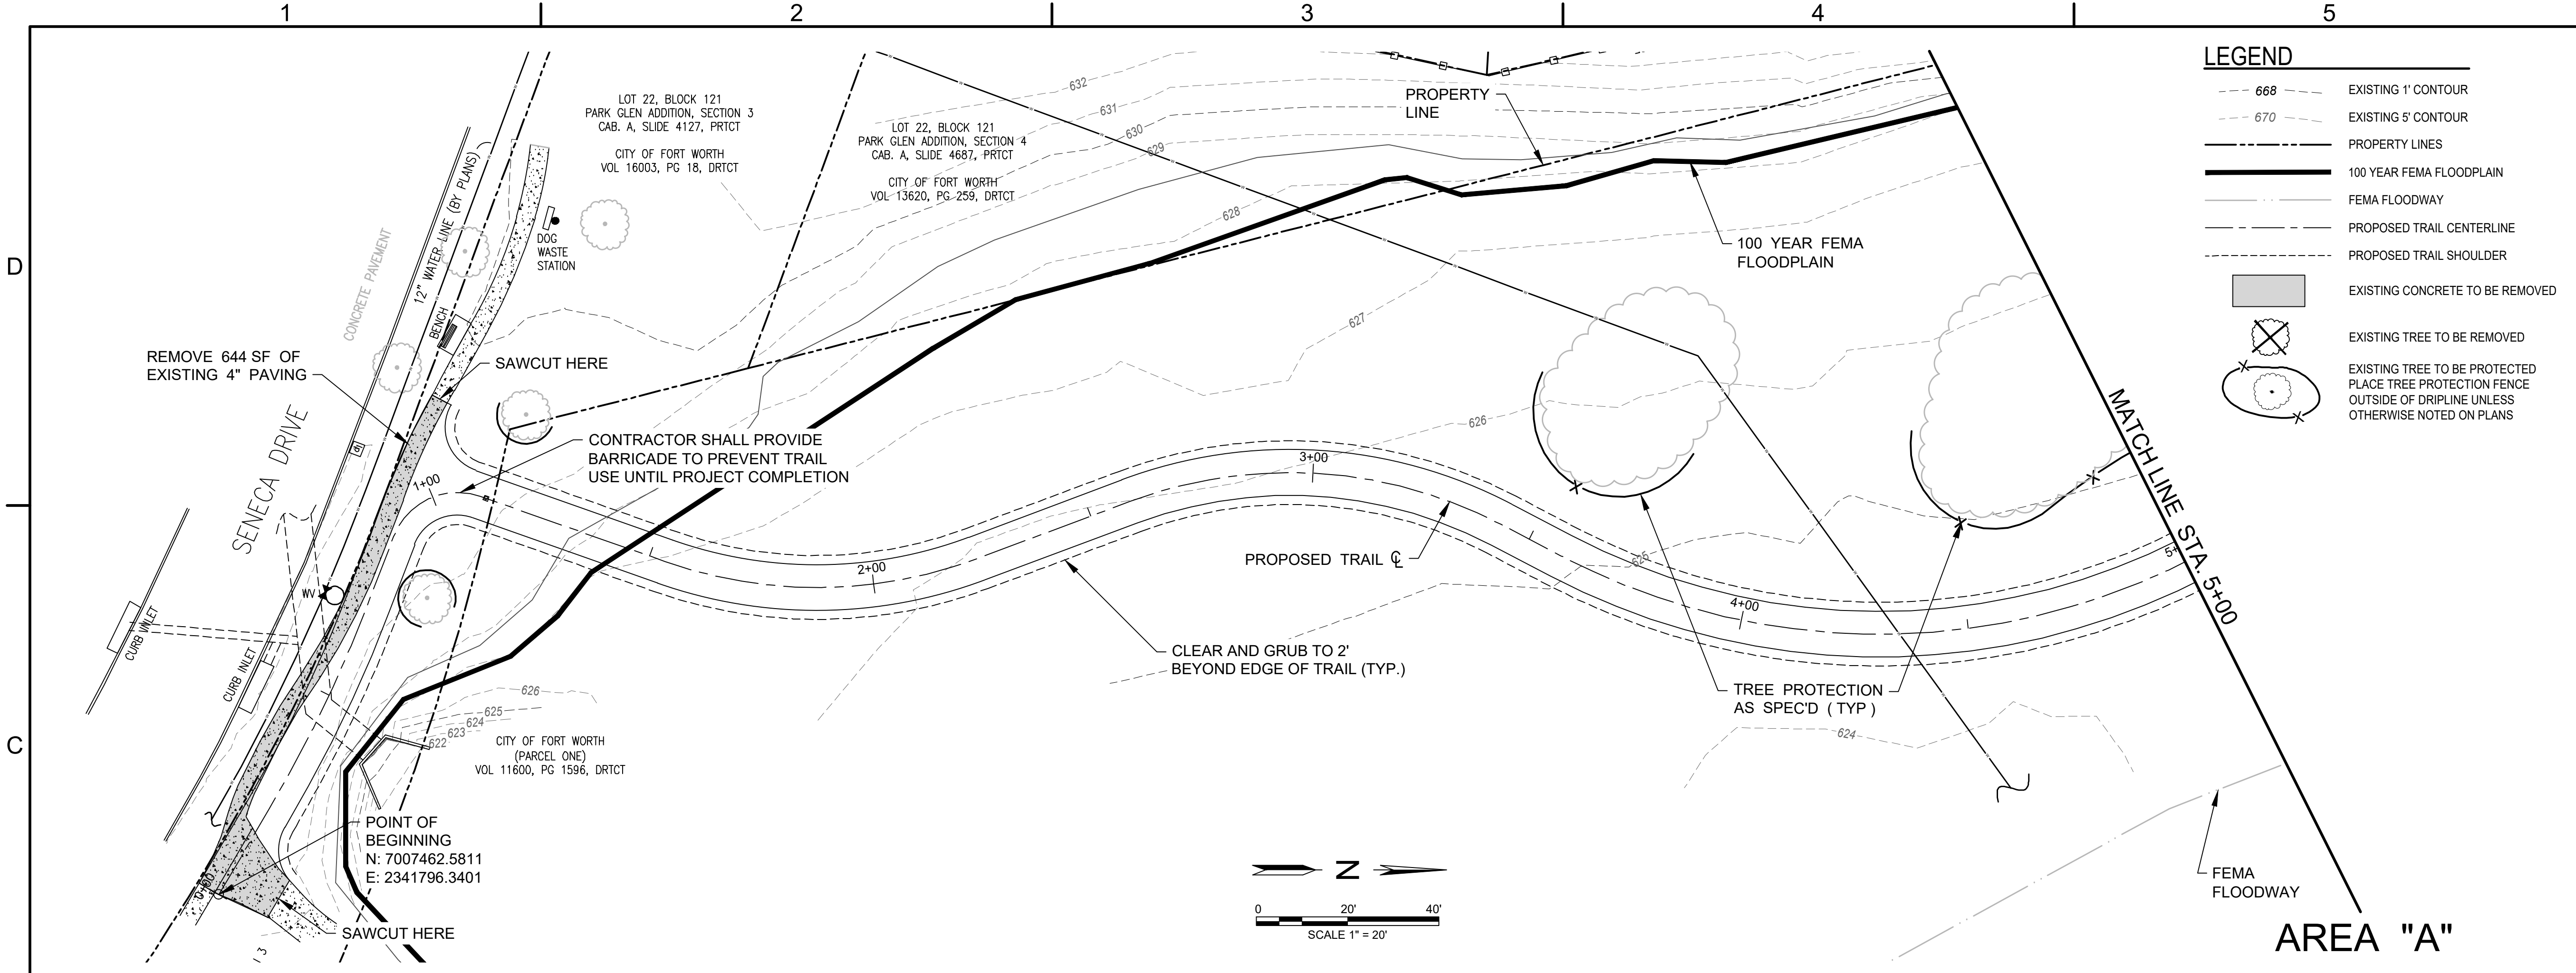 1
2
3
4
5
D
C
LEGEND
668
EXISTING 1' CONTOUR
670
EXISTING 5' CONTOUR
PROPERTY LINES
100 YEAR FEMA FLOODPLAIN
FEMA FLOODWAY
PROPOSED TRAIL CENTERLINE
PROPOSED TRAIL SHOULDER
EXISTING CONCRETE TO BE REMOVED
EXISTING TREE TO BE REMOVED
EXISTING TREE TO BE PROTECTED
PLACE TREE PROTECTION FENCE
OUTSIDE OF DRIPLINE UNLESS
OTHERWISE NOTED ON PLANS
LOT 22, BLOCK 121
PARK GLEN ADDITION, SECTION 3
CAB. A, SLIDE 4127, PRTCT
CITY OF FORT WORTH
VOL 16003, PG 18, DRTCT
LOT 22, BLOCK 121
PARK GLEN ADDITION, SECTION 4
CAB. A, SLIDE 4687, PRTCT
CITY OF FORT WORTH
VOL 13620, PG 259, DRTCT
632
631
630
629
628
627
626
625
624
PROPERTY
LINE
100 YEAR FEMA
FLOODPLAIN
12" WATER LINE (BY PLANS)
CONCRETE PAVEMENT
BENCH
DOG
WASTE
STATION
REMOVE 644 SF OF
EXISTING 4" PAVING
SAWCUT HERE
SENECA DRIVE
CONTRACTOR SHALL PROVIDE
BARRICADE TO PREVENT TRAIL
USE UNTIL PROJECT COMPLETION
1+00
2+00
3+00
4+00
5+
MATCH LINE STA. 5+00
PROPOSED TRAIL ℄
CLEAR AND GRUB TO 2'
BEYOND EDGE OF TRAIL (TYP.)
TREE PROTECTION
AS SPEC'D ( TYP )
WV
CURB INLET
CURB INLET
626
625
624
623
622
CITY OF FORT WORTH
(PARCEL ONE)
VOL 11600, PG 1596, DRTCT
POINT OF
BEGINNING
N: 7007462.5811
E: 2341796.3401
0+00
SAWCUT HERE
N
0 20' 40'
SCALE 1" = 20'
FEMA
FLOODWAY
AREA "A"